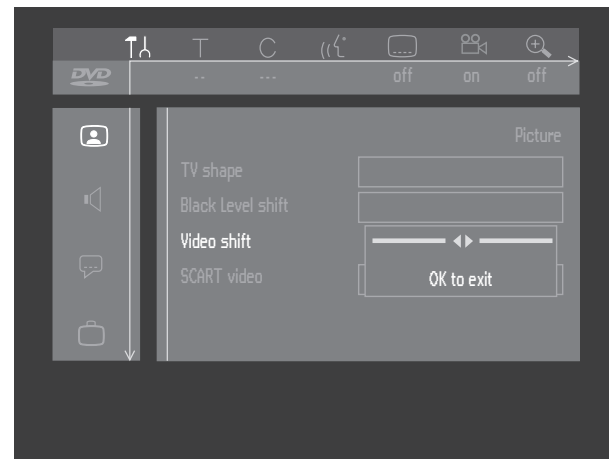 T C
DVD -- --- .... off on off
Picture
TV shape
Black Level shift
Video shift
SCART video
OK to exit